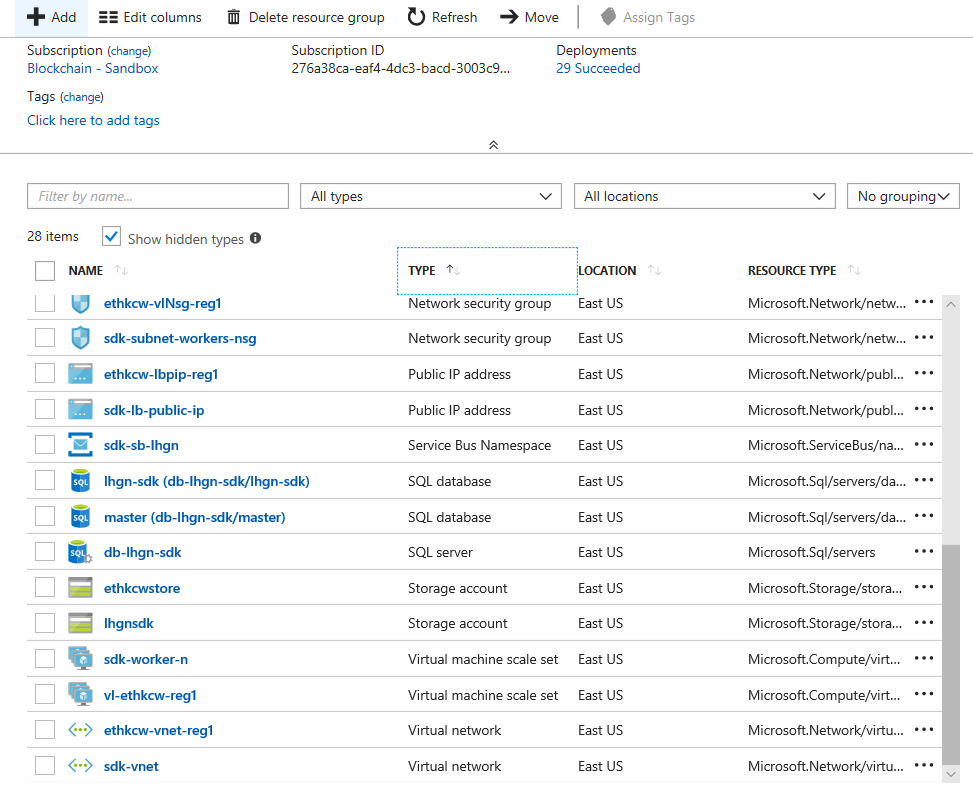 Add Edit columns Delete resource group Refresh Move Assign Tags
Subscription (change) Subscription ID Deployments
Blockchain - Sandbox 276a38ca-eaf4-4dc3-bacd-3003c9... 29 Succeeded
Tags (change)
Click here to add tags
Filter by name... All types All locations No grouping
28 items Show hidden types
NAME TYPE LOCATION RESOURCE TYPE
ethkcw-vlNsg-reg1 Network security group East US Microsoft.Network/netw...
sdk-subnet-workers-nsg Network security group East US Microsoft.Network/netw...
ethkcw-lbpip-reg1 Public IP address East US Microsoft.Network/publ...
sdk-lb-public-ip Public IP address East US Microsoft.Network/publ...
sdk-sb-lhgn Service Bus Namespace East US Microsoft.ServiceBus/na...
lhgn-sdk (db-lhgn-sdk/lhgn-sdk) SQL database East US Microsoft.Sql/servers/da...
master (db-lhgn-sdk/master) SQL database East US Microsoft.Sql/servers/da...
db-lhgn-sdk SQL server East US Microsoft.Sql/servers
ethkcwstore Storage account East US Microsoft.Storage/stora...
lhgnsdk Storage account East US Microsoft.Storage/stora...
sdk-worker-n Virtual machine scale set East US Microsoft.Compute/virt...
vl-ethkcw-reg1 Virtual machine scale set East US Microsoft.Compute/virt...
ethkcw-vnet-reg1 Virtual network East US Microsoft.Network/virtu...
sdk-vnet Virtual network East US Microsoft.Network/virtu...